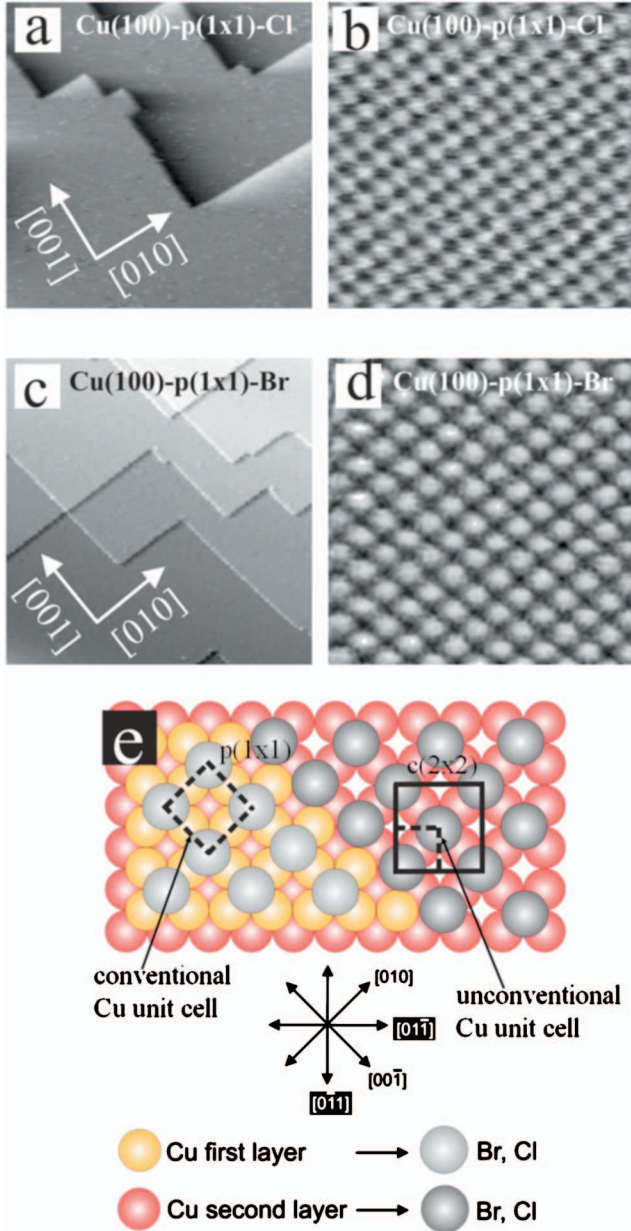 a Cu(100)-p(1x1)-Cl
[001] [010]
b Cu(100)-p(1x1)-Cl
c Cu(100)-p(1x1)-Br
[001] [010]
d Cu(100)-p(1x1)-Br
e
p(1x1)
c(2x2)
conventional
Cu unit cell
[010]
[011̄]
[001̄]
[01̄1̄]
unconventional
Cu unit cell
Cu first layer Br, Cl
Cu second layer Br, Cl